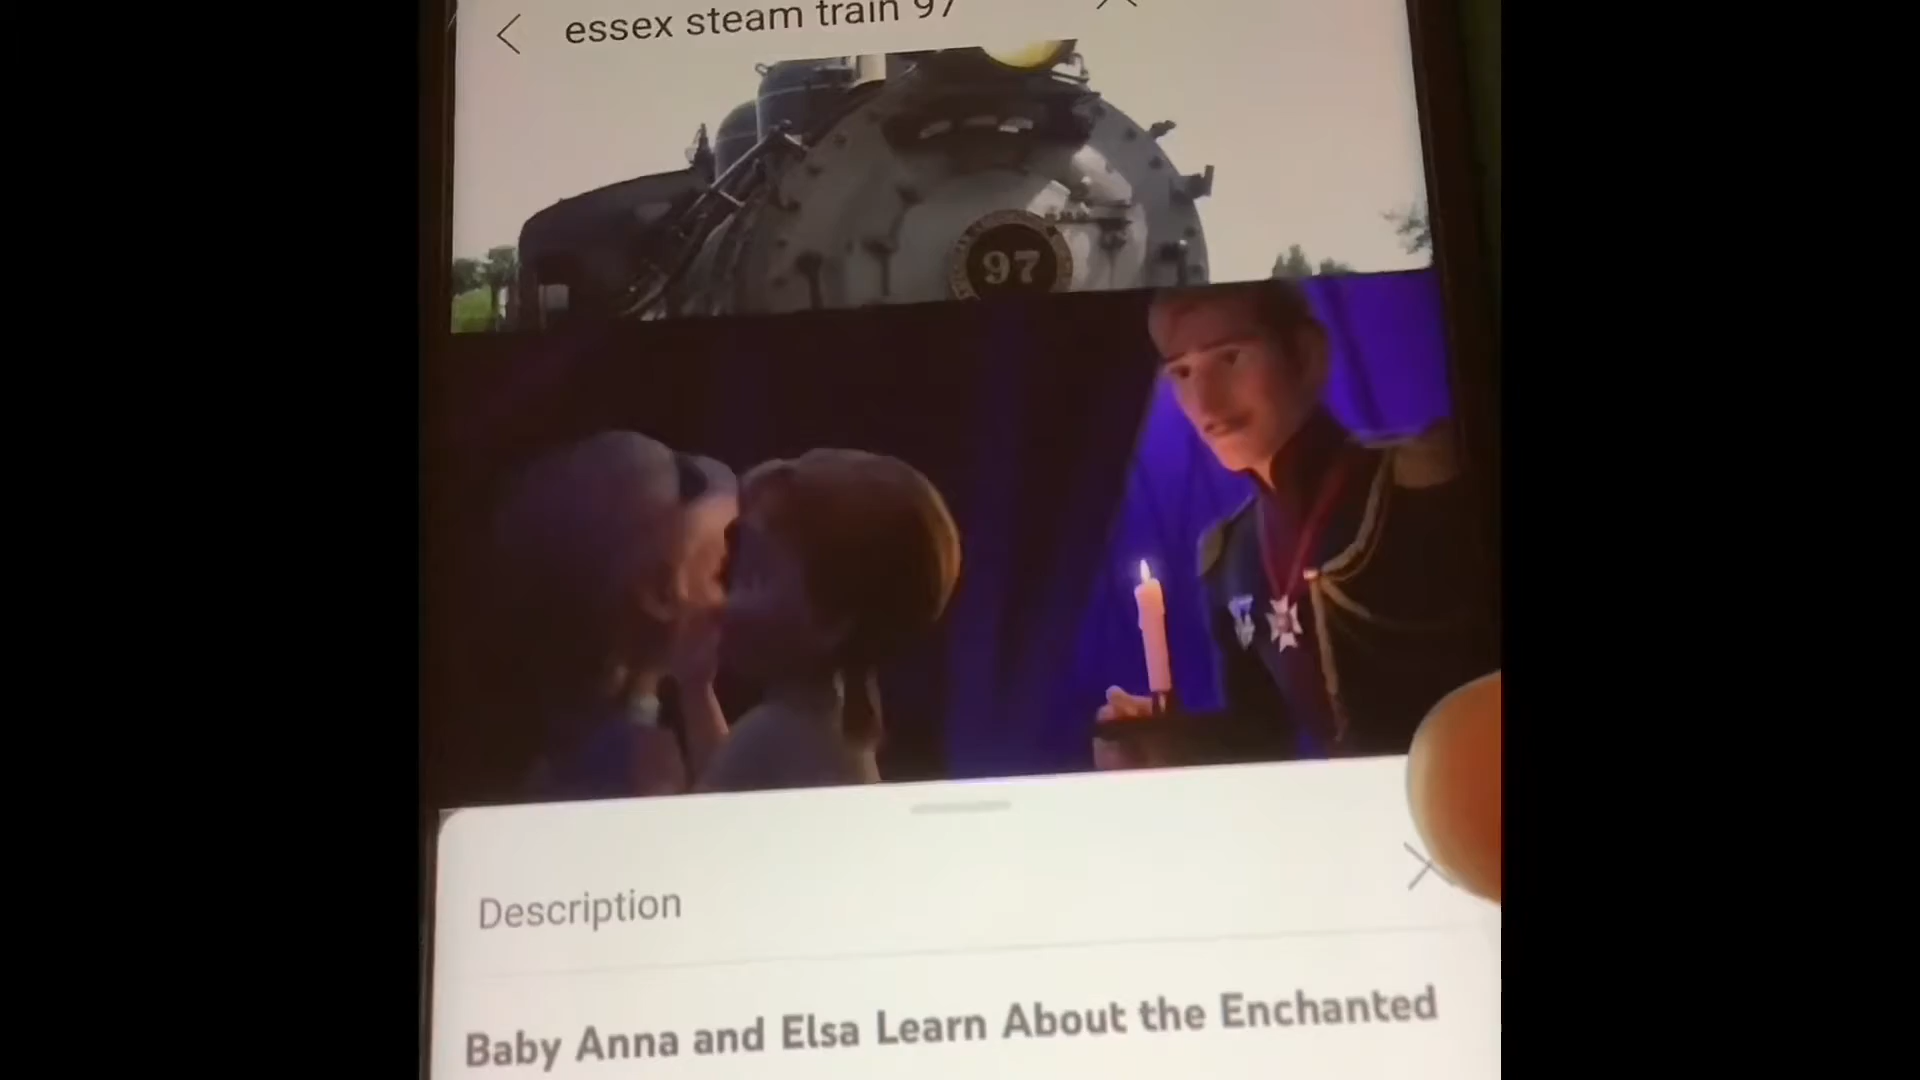 essex steam train 97
97
Description
Baby Anna and Elsa Learn About the Enchanted